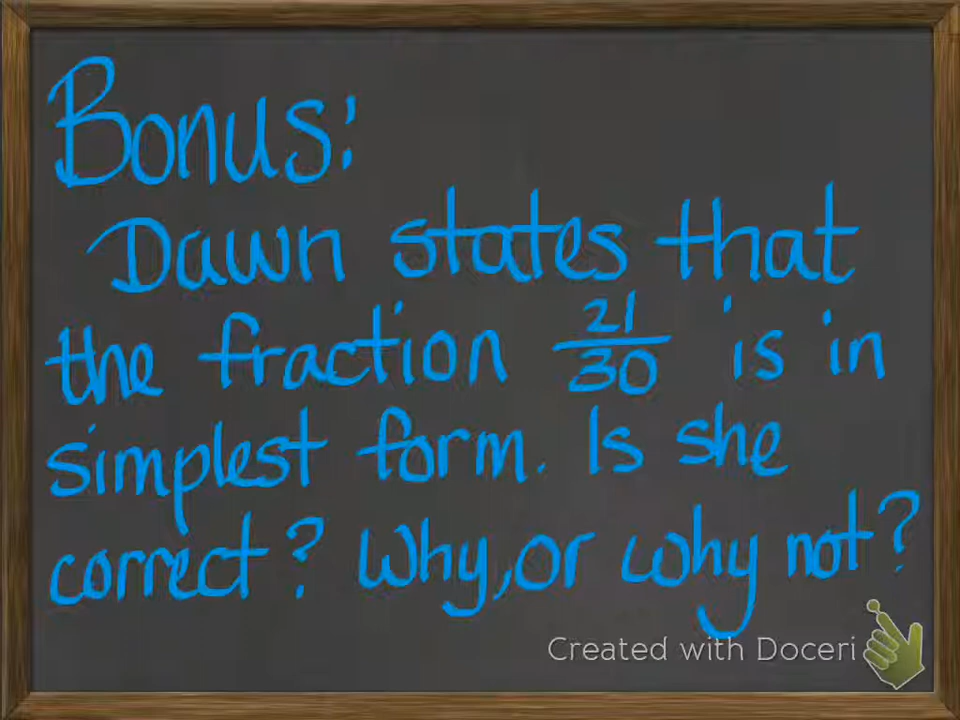 Bonus:
Dawn states that
the fraction 21/30 is in
simplest form. Is she
correct? Why, or why not?
Created with Doceri